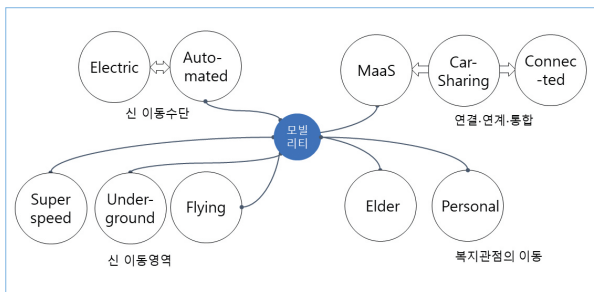 Electric
Auto-
mated
신 이동수단
MaaS
Car-
Sharing
Connec
-ted
연결·연계·통합
모빌
리티
Super
speed
Under-
ground
Flying
신 이동영역
Elder
Personal
복지관점의 이동